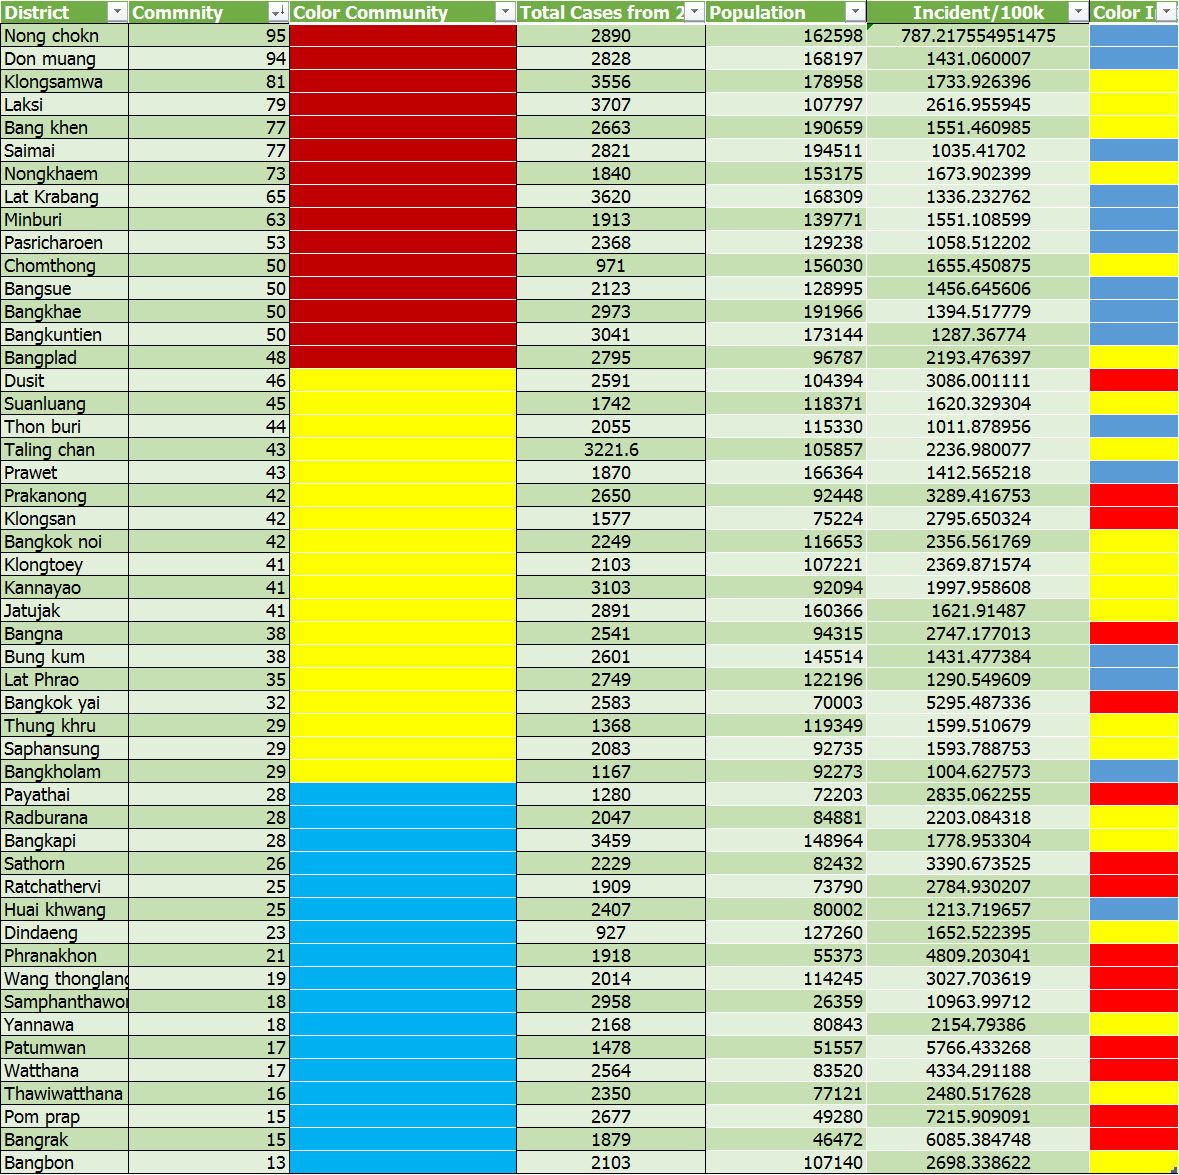 District Commnity Color Community Total Cases from 2 Population Incident/100k Color I
Nong chokn 95 2890 162598 787.217554951475
Don muang 94 2828 168197 1431.060007
Klongsamwa 81 3556 178958 1733.926396
Laksi 79 3707 107797 2616.955945
Bang khen 77 2663 190659 1551.460985
Saimai 77 2821 194511 1035.41702
Nongkhaem 73 1840 153175 1673.902399
Lat Krabang 65 3620 168309 1336.232762
Minburi 63 1913 139771 1551.108599
Pasricharoen 53 2368 129238 1058.512202
Chomthong 50 971 156030 1655.450875
Bangsue 50 2123 128995 1456.645606
Bangkhae 50 2973 191966 1394.517779
Bangkuntien 50 3041 173144 1287.36774
Bangplad 48 2795 96787 2193.476397
Dusit 46 2591 104394 3086.001111
Suanluang 45 1742 118371 1620.329304
Thon buri 44 2055 115330 1011.878956
Taling chan 43 3221.6 105857 2236.980077
Prawet 43 1870 166364 1412.565218
Prakanong 42 2650 92448 3289.416753
Klongsan 42 1577 75224 2795.650324
Bangkok noi 42 2249 116653 2356.561769
Klongtoey 41 2103 107221 2369.871574
Kannayao 41 3103 92094 1997.958608
Jatujak 41 2891 160366 1621.91487
Bangna 38 2541 94315 2747.177013
Bung kum 38 2601 145514 1431.477384
Lat Phrao 35 2749 122196 1290.549609
Bangkok yai 32 2583 70003 5295.487336
Thung khru 29 1368 119349 1599.510679
Saphansung 29 2083 92735 1593.788753
Bangkholam 29 1167 92273 1004.627573
Payathai 28 1280 72203 2835.062255
Radburana 28 2047 84881 2203.084318
Bangkapi 28 3459 148964 1778.953304
Sathorn 26 2229 82432 3390.673525
Ratchathervi 25 1909 73790 2784.930207
Huai khwang 25 2407 80002 1213.719657
Dindaeng 23 927 127260 1652.522395
Phranakhon 21 1918 55373 4809.203041
Wang thonglang 19 2014 114245 3027.703619
Samphanthawo 18 2958 26359 10963.99712
Yannawa 18 2168 80843 2154.79386
Patumwan 17 1478 51557 5766.433268
Watthana 17 2564 83520 4334.291188
Thawiwatthana 16 2350 77121 2480.517628
Pom prap 15 2677 49280 7215.909091
Bangrak 15 1879 46472 6085.384748
Bangbon 13 2103 107140 2698.338622